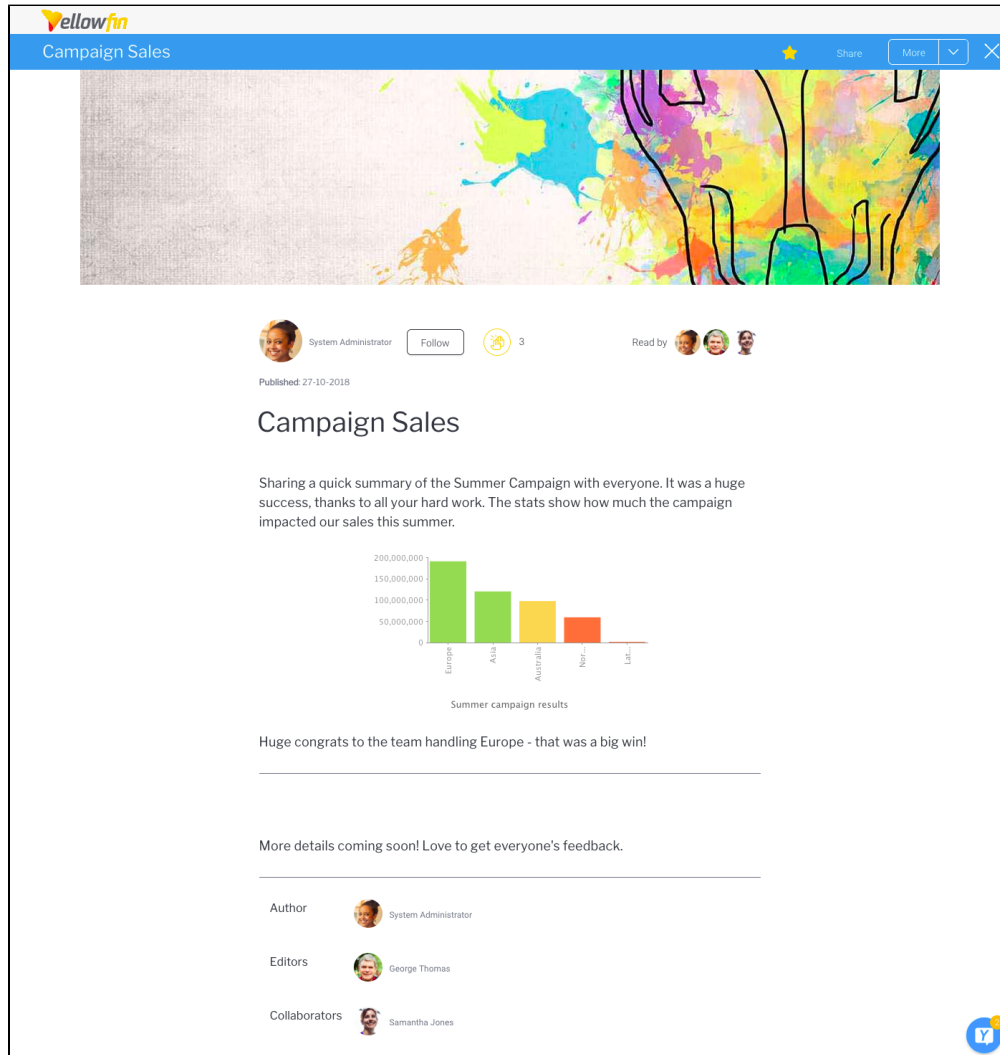 Yellowfin
Campaign Sales
Share
More
System Administrator
Follow
3
Read by
Published: 27-10-2018
Campaign Sales
Sharing a quick summary of the Summer Campaign with everyone. It was a huge
success, thanks to all your hard work. The stats show how much the campaign
impacted our sales this summer.
200,000,000
150,000,000
100,000,000
50,000,000
0
Europe
Asia
Australia
Nor...
Lat...
Summer campaign results
Huge congrats to the team handling Europe - that was a big win!
More details coming soon! Love to get everyone's feedback.
Author
System Administrator
Editors
George Thomas
Collaborators
Samantha Jones
Y